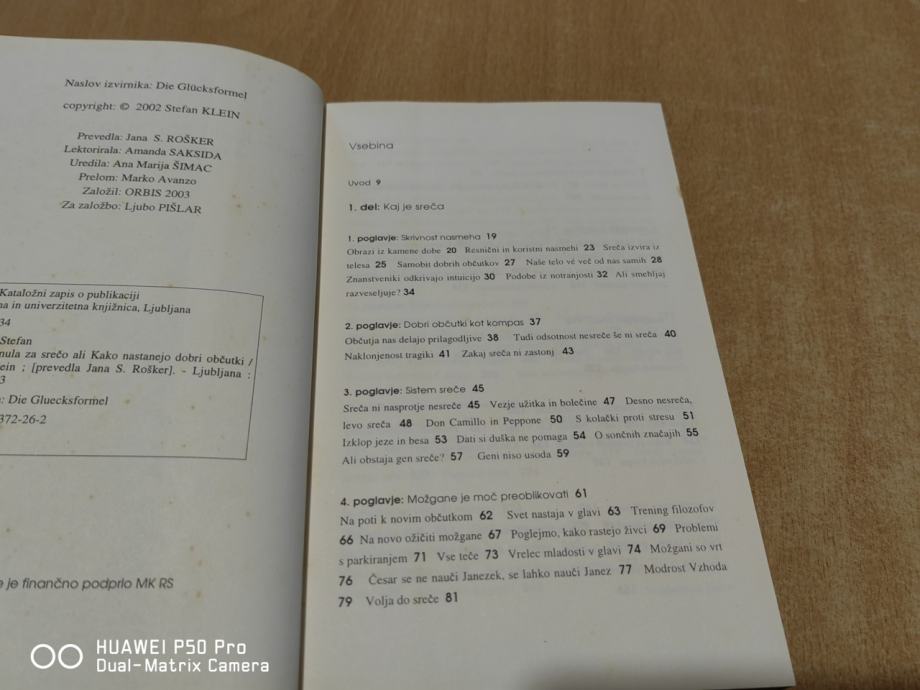 Naslov izvirnika: Die Glücksformel
copyright: © 2002 Stefan KLEIN
Prevedla: Jana S. ROŠKER
Lektorirala: Amanda SAKSIDA
Uredila: Ana Marija ŠIMAC
Prelom: Marko Avanzo
Založil: ORBIS 2003
Za založbo: Ljubo PIŠLAR
Kataložni zapis o publikaciji
na in univerzitetna knjižnica, Ljubljana
34
Stefan
mula za srečo ali Kako nastanejo dobri občutki /
ein ; [prevedla Jana S. Rošker]. - Ljubljana :
3
: Die Gluecksformel
372-26-2
e je finančno podprlo MK RS
Vsebina
Uvod 9
1. del: Kaj je sreča
1. poglavje: Skrivnost nasmeha 19
Obrazi iz kamene dobe 20 Resnični in koristni nasmehi 23 Sreča izvira iz
telesa 25 Samobit dobrih občutkov 27 Naše telo vé več od nas samih 28
Znanstveniki odkrivajo intuicijo 30 Podobe iz notranjosti 32 Ali smehljaj
razveseljuje? 34
2. poglavje: Dobri občutki kot kompas 37
Občutja nas delajo prilagodljive 38 Tudi odsotnost nesreče še ni sreča 40
Naklonjenost tragiki 41 Zakaj sreča ni zastonj 43
3. poglavje: Sistem sreče 45
Sreča ni nasprotje nesreče 45 Vezje užitka in bolečine 47 Desno nesreča,
levo sreča 48 Don Camillo in Peppone 50 S kolački proti stresu 51
Izklop jeze in besa 53 Dati si duška ne pomaga 54 O sončnih značajih 55
Ali obstaja gen sreče? 57 Geni niso usoda 59
4. poglavje: Možgane je moč preoblikovati 61
Na poti k novim občutkom 62 Svet nastaja v glavi 63 Trening filozofov
66 Na novo ožičiti možgane 67 Poglejmo, kako rastejo živci 69 Problemi
s parkiranjem 71 Vse teče 73 Vrelec mladosti v glavi 74 Možgani so vrt
76 Česar se ne nauči Janezek, se lahko nauči Janez 77 Modrost Vzhoda
79 Volja do sreče 81
HUAWEI P50 Pro
Dual-Matrix Camera